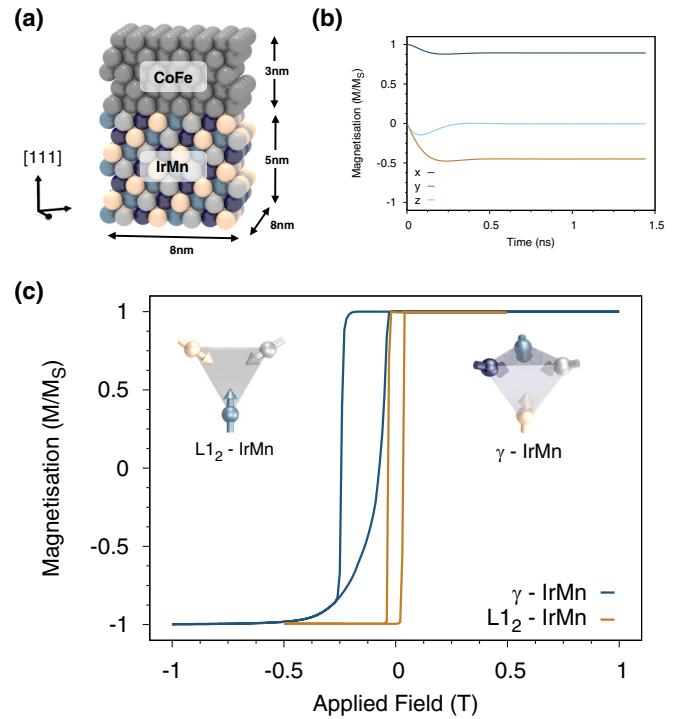 (a)
CoFe
3nm
IrMn
5nm
[111]
8nm
8nm
(b)
Magnetisation (M/MS)
1
0.5
0
-0.5
-1
x
y
z
0
0.5
1
1.5
Time (ns)
(c)
Magnetisation (M/MS)
1
0.5
0
-0.5
-1
L12 - IrMn
γ - IrMn
γ - IrMn
L12 - IrMn
-1
-0.5
0
0.5
1
Applied Field (T)